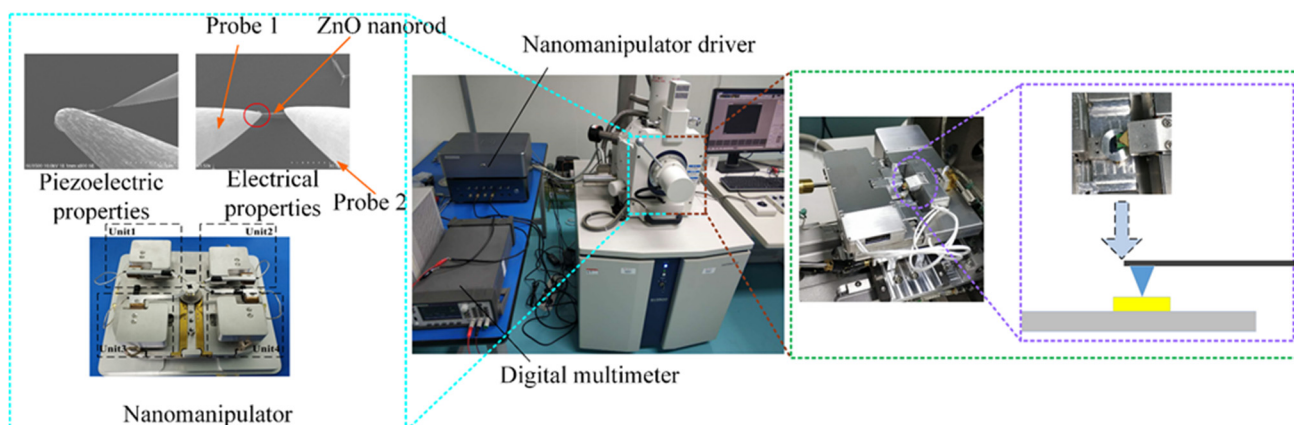 Probe 1
ZnO nanorod
Nanomanipulator driver
Piezoelectric
properties
Electrical
properties
Probe 2
Unit1
Unit2
Unit3
Unit4
Digital multimeter
Nanomanipulator